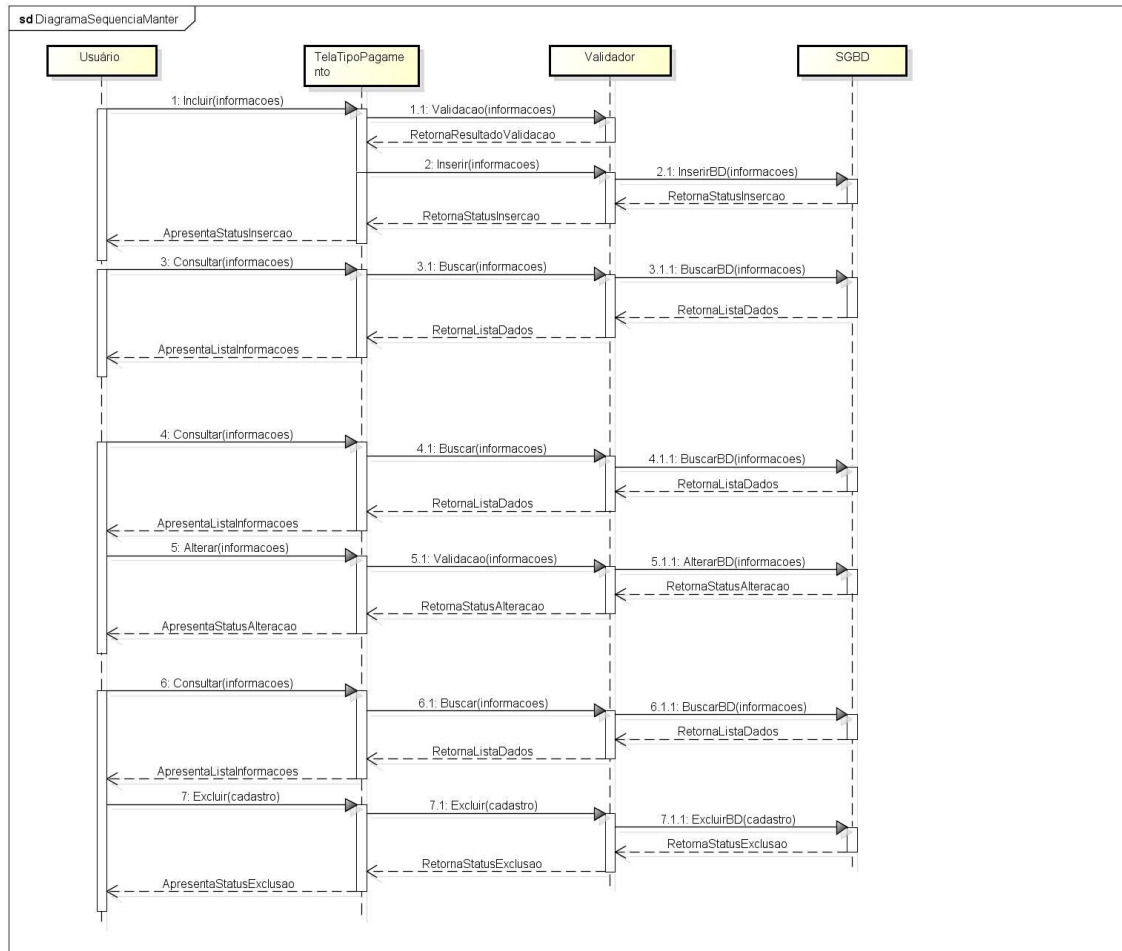 sd DiagramaSequenciaManter
Usuário
TelaTipoPagame
nto
Validador
SGBD
1: Incluir(informacoes)
1.1: Validacao(informacoes)
RetornaResultadoValidacao
2: Inserir(informacoes)
2.1: InserirBD(informacoes)
RetornaStatusInsercao
RetornaStatusInsercao
ApresentaStatusInsercao
3: Consultar(informacoes)
3.1: Buscar(informacoes)
3.1.1: BuscarBD(informacoes)
RetornaListaDados
RetornaListaDados
ApresentaListaInformacoes
4: Consultar(informacoes)
4.1: Buscar(informacoes)
4.1.1: BuscarBD(informacoes)
RetornaListaDados
RetornaListaDados
ApresentaListaInformacoes
5: Alterar(informacoes)
5.1: Validacao(informacoes)
5.1.1: AlterarBD(informacoes)
RetornaStatusAlteracao
RetornaStatusAlteracao
ApresentaStatusAlteracao
6: Consultar(informacoes)
6.1: Buscar(informacoes)
6.1.1: BuscarBD(informacoes)
RetornaListaDados
RetornaListaDados
ApresentaListaInformacoes
7: Excluir(cadastro)
7.1: Excluir(cadastro)
7.1.1: ExcluirBD(cadastro)
RetornaStatusExclusao
RetornaStatusExclusao
ApresentaStatusExclusao